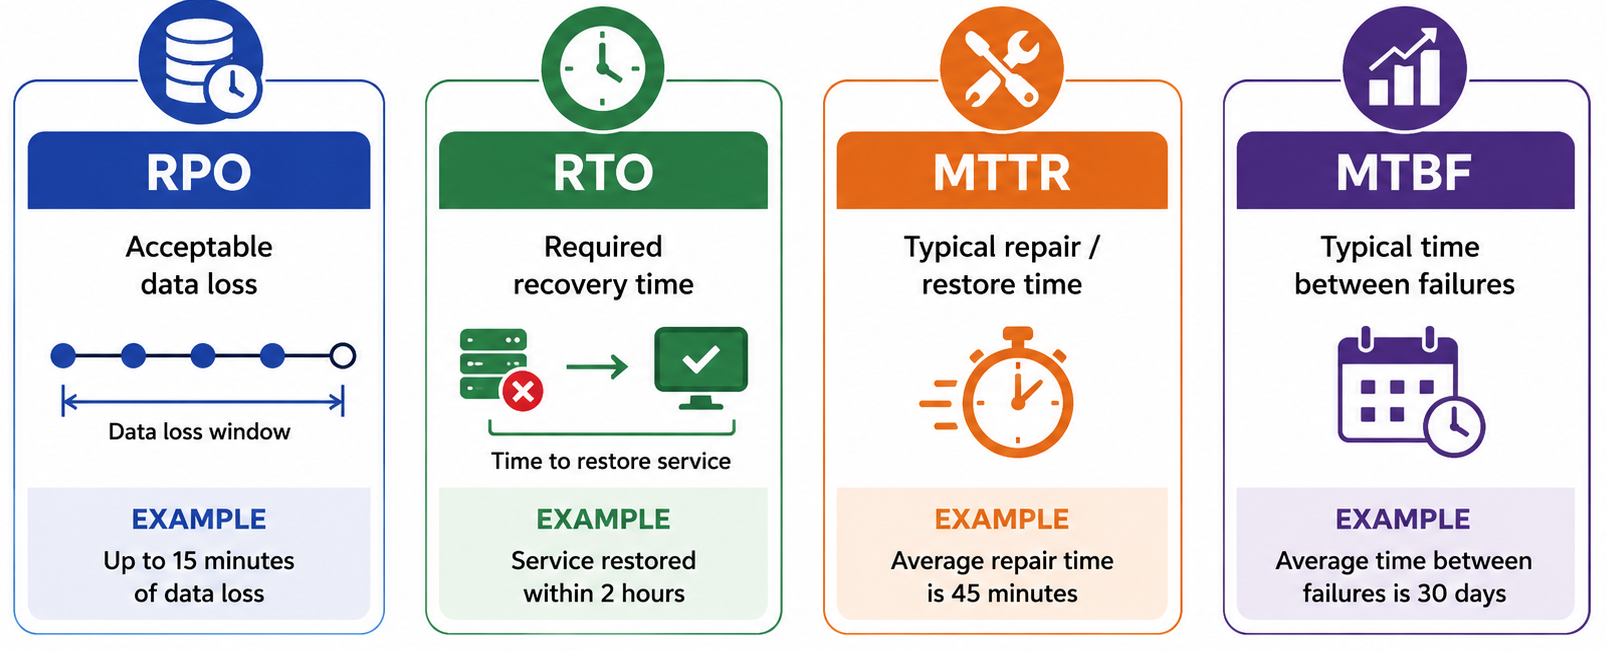 RPO
Acceptable
data loss
Data loss window
EXAMPLE
Up to 15 minutes
of data loss
RTO
Required
recovery time
Time to restore service
EXAMPLE
Service restored
within 2 hours
MTTR
Typical repair /
restore time
EXAMPLE
Average repair time
is 45 minutes
MTBF
Typical time
between failures
EXAMPLE
Average time between
failures is 30 days